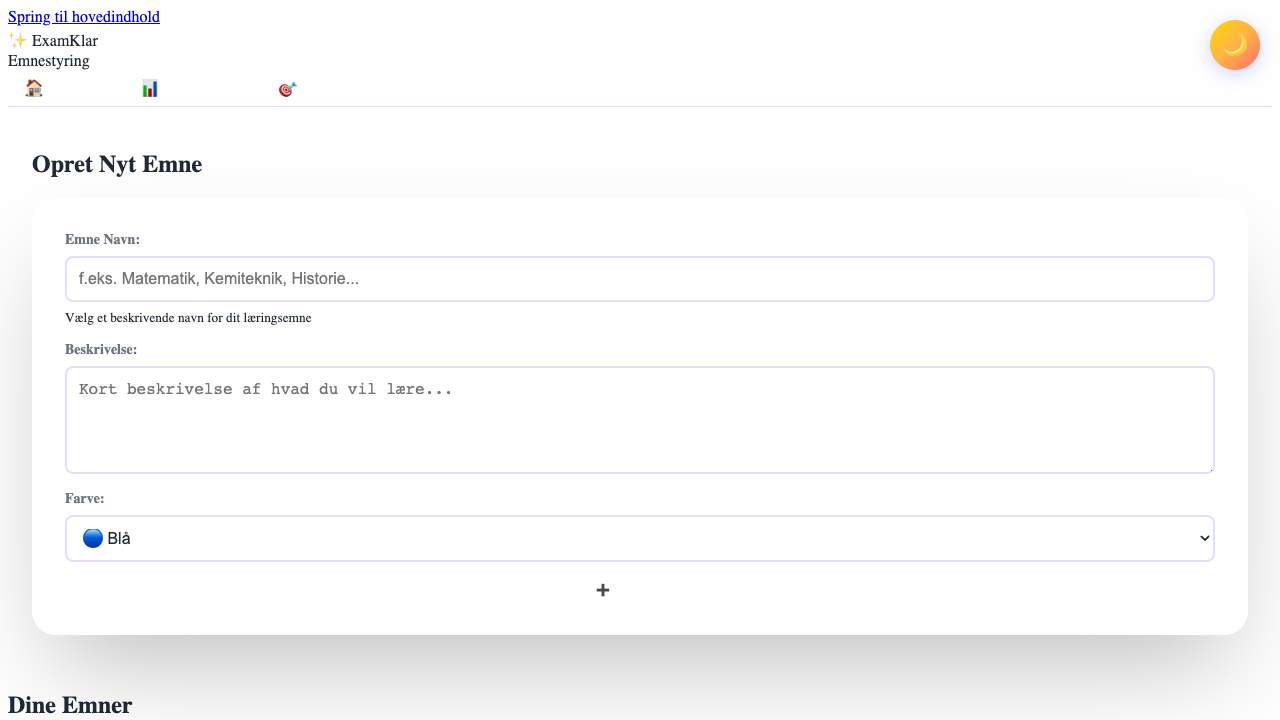 Spring til hovedindhold
✨ ExamKlar
Emnestyring
Opret Nyt Emne
Emne Navn:
f.eks. Matematik, Kemiteknik, Historie...
Vælg et beskrivende navn for dit læringsemne
Beskrivelse:
Kort beskrivelse af hvad du vil lære...
Farve:
🔵 Blå
Dine Emner